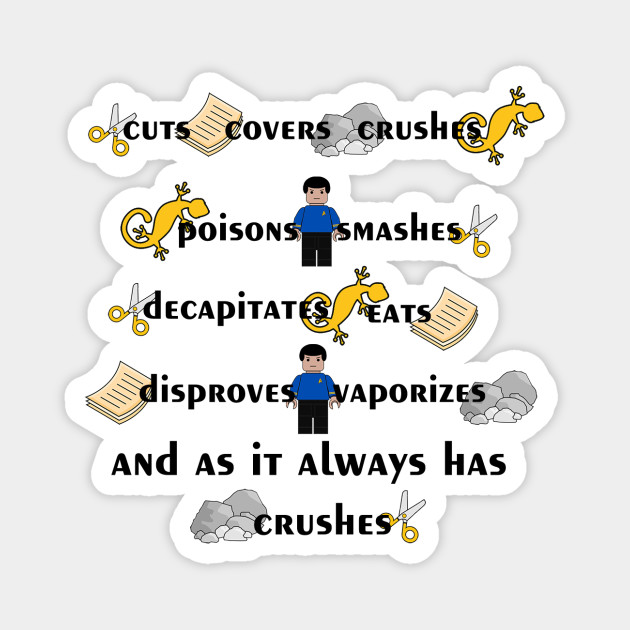 cuts covers crushes
poisons smashes
decapitates eats
disproves vaporizes
and as it always has
crushes